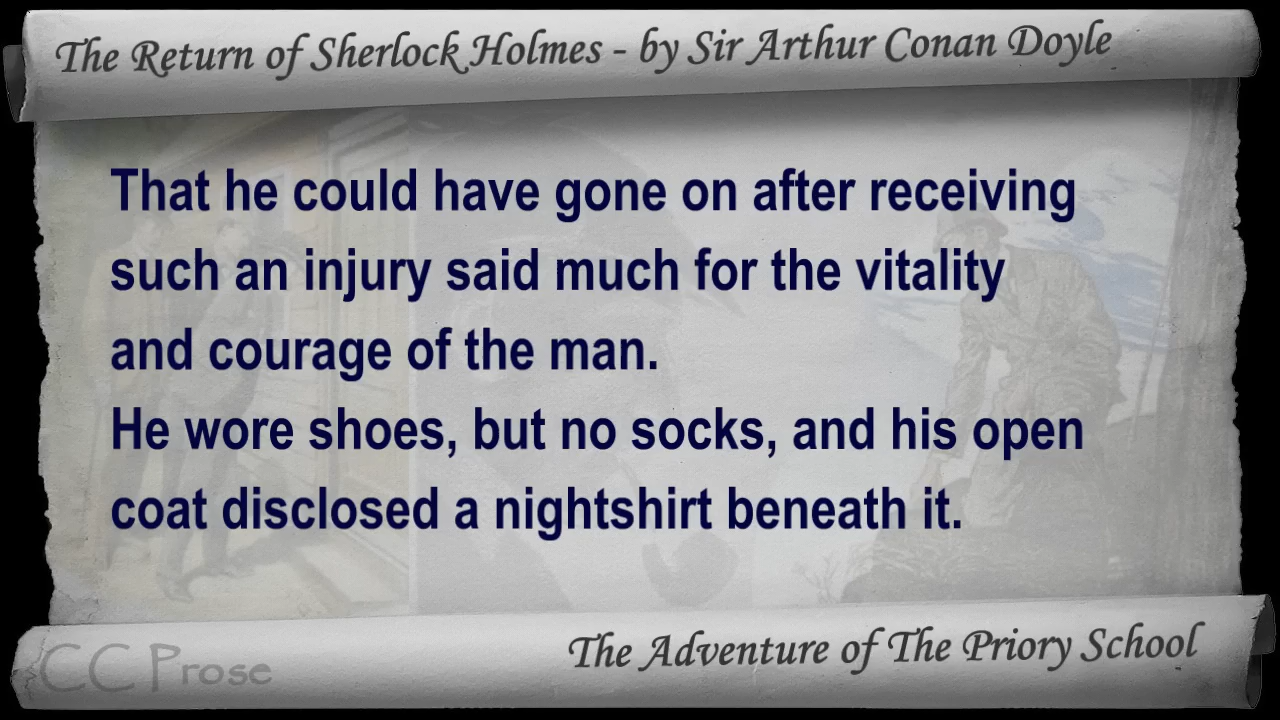 The Return of Sherlock Holmes - by Sir Arthur Conan Doyle
That he could have gone on after receiving
such an injury said much for the vitality
and courage of the man.
He wore shoes, but no socks, and his open
coat disclosed a nightshirt beneath it.
The Adventure of The Priory School
CC Prose